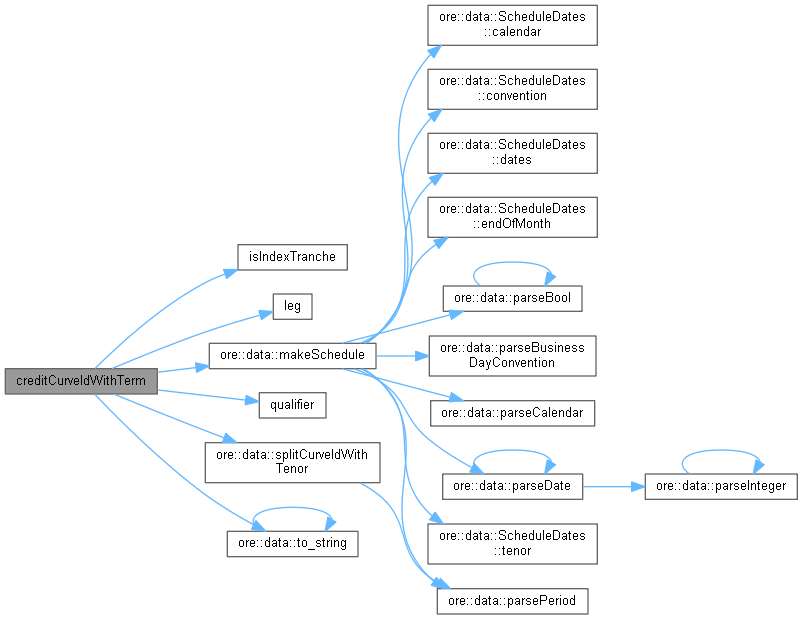 ore::data::ScheduleDates
::calendar
ore::data::ScheduleDates
::convention
ore::data::ScheduleDates
::dates
ore::data::ScheduleDates
::endOfMonth
isIndexTranche
ore::data::parseBool
leg
ore::data::makeSchedule
ore::data::parseBusiness
DayConvention
creditCurveIdWithTerm
qualifier
ore::data::parseCalendar
ore::data::splitCurveIdWith
Tenor
ore::data::parseDate
ore::data::parseInteger
ore::data::to_string
ore::data::ScheduleDates
::tenor
ore::data::parsePeriod